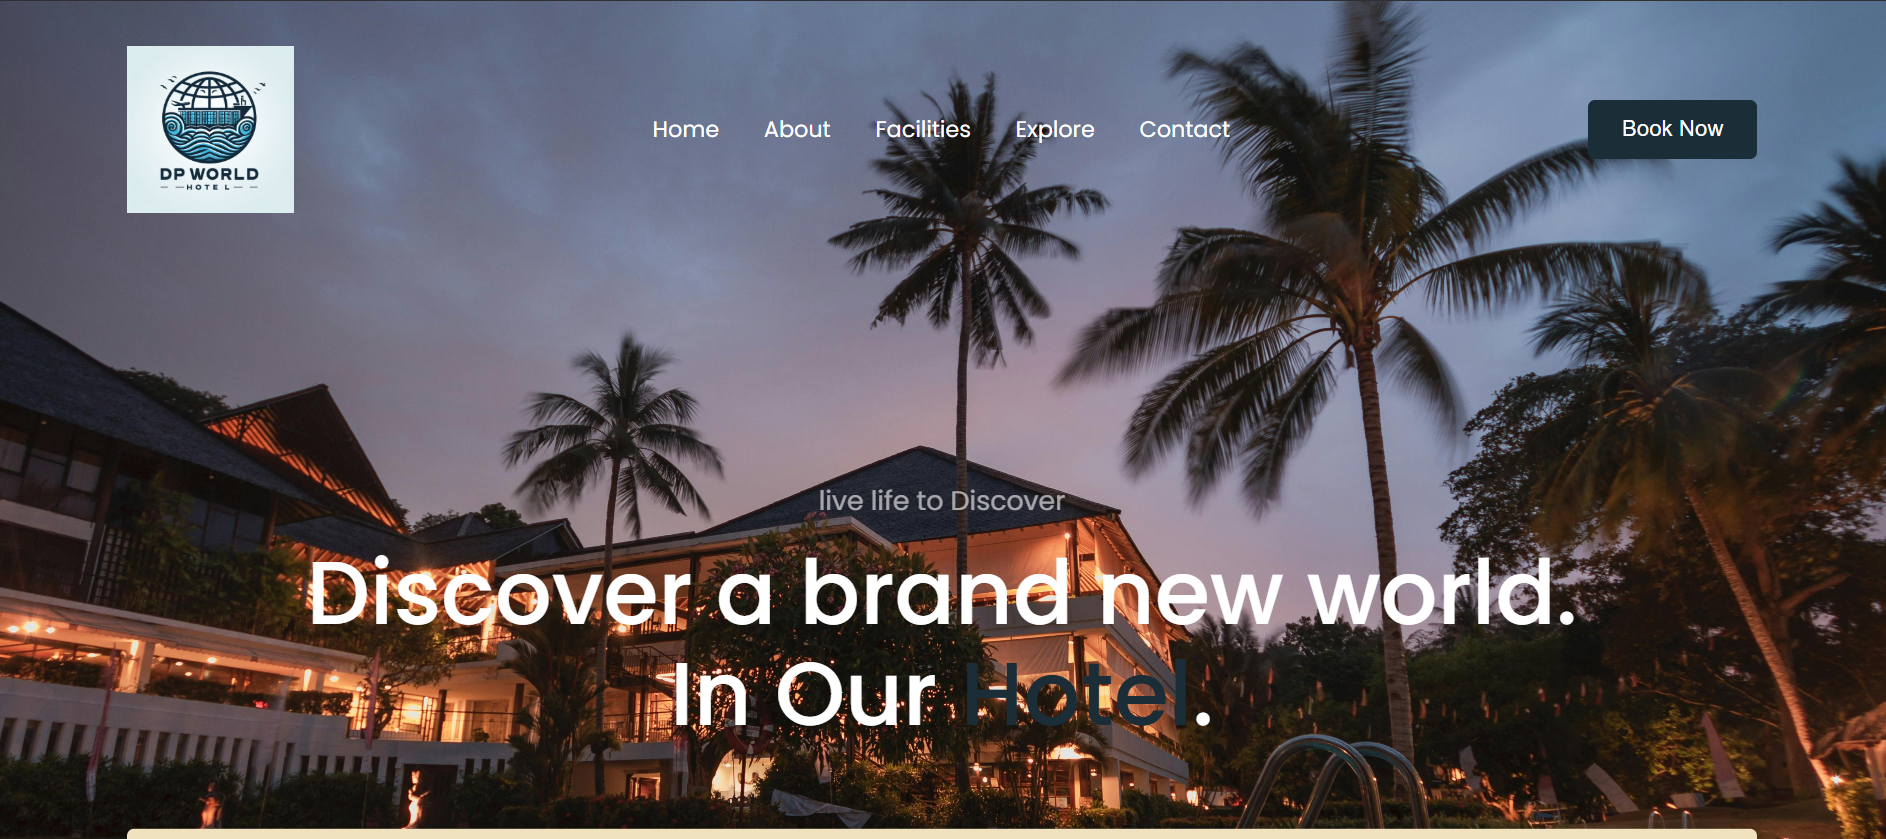 DP WORLD
HOTEL
Home
About
Facilities
Explore
Contact
Book Now
live life to Discover
Discover a brand new world.
In Our Hotel.